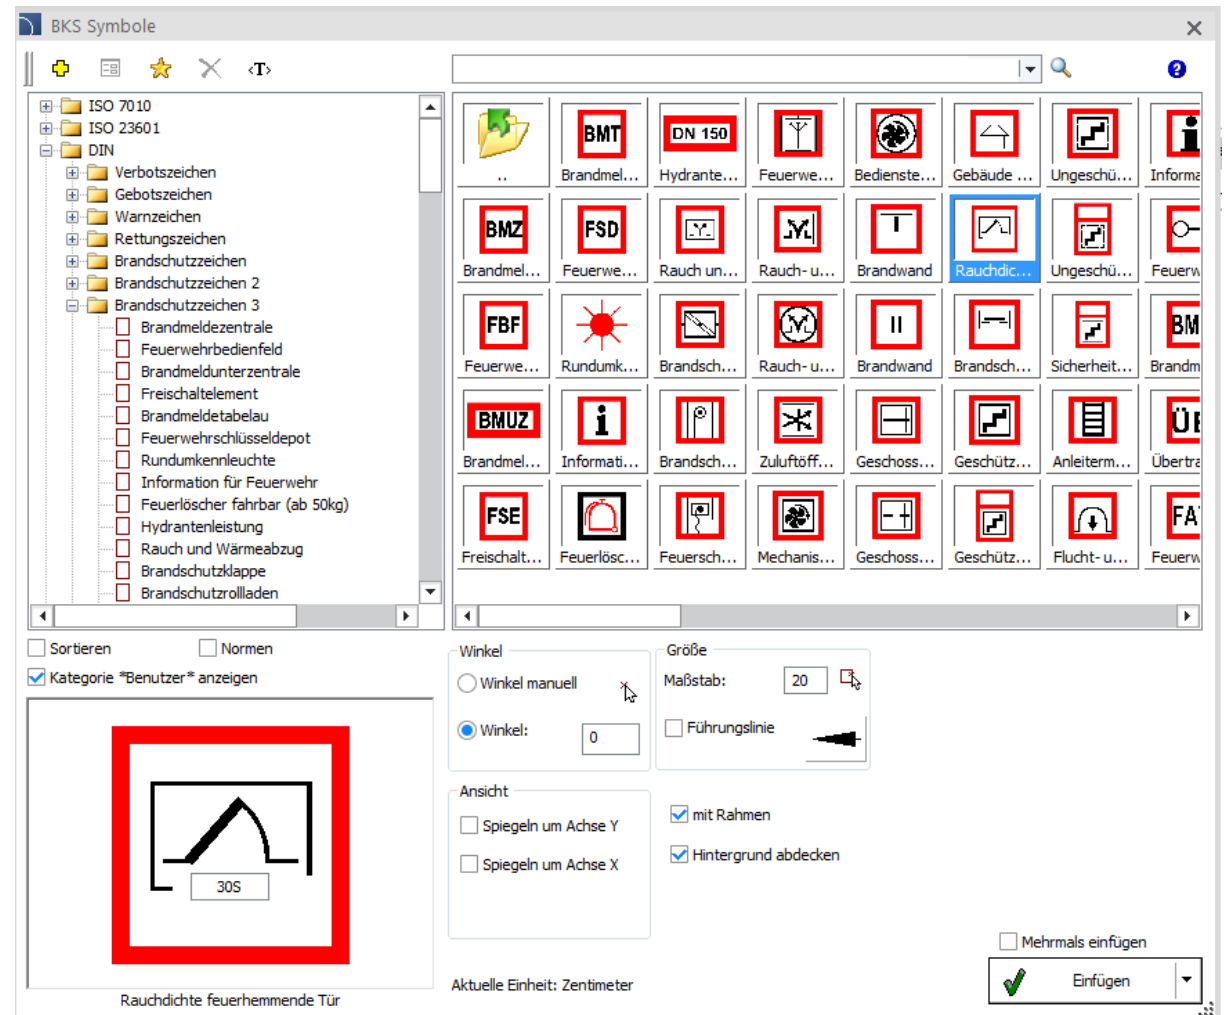 BKS Symbole
<T>
ISO 7010
ISO 23601
DIN
Verbotszeichen
Gebotszeichen
Warnzeichen
Rettungszeichen
Brandschutzzeichen
Brandschutzzeichen 2
Brandschutzzeichen 3
Brandmeldezentrale
Feuerwehrbedienfeld
Brandmeldunterzentrale
Freischaltelement
Brandmeldetabelau
Feuerwehrschlüsseldepot
Rundumkennleuchte
Information für Feuerwehr
Feuerlöscher fahrbar (ab 50kg)
Hydrantenleistung
Rauch und Wärmeabzug
Brandschutzklappe
Brandschutzrollladen
BMT DN 150 i
.. Brandmel... Hydrante... Feuerwe... Bedienste... Gebäude ... Ungeschü... Informa
BMZ FSD
Brandmel... Feuerwe... Rauch un... Rauch- u... Brandwand Rauchdic... Ungeschü... Feuerw
FBF BM
Feuerwe... Rundumk... Brandsch... Rauch- u... Brandwand Brandsch... Sicherheit... Brandm
BMUZ i ÜE
Brandmel... Informati... Brandsch... Zuluftöff... Geschoss... Geschütz... Anleiterm... Übertra
FSE FAT
Freischalt... Feuerlösc... Feuersch... Mechanis... Geschoss... Geschütz... Flucht- u... Feuerw
Sortieren Normen
Kategorie *Benutzer* anzeigen
30S
Rauchdichte feuerhemmende Tür
Winkel
Winkel manuell
Winkel: 0
Größe
Maßstab: 20
Führungslinie
Ansicht
Spiegeln um Achse Y
Spiegeln um Achse X
mit Rahmen
Hintergrund abdecken
Aktuelle Einheit: Zentimeter
Mehrmals einfügen
Einfügen